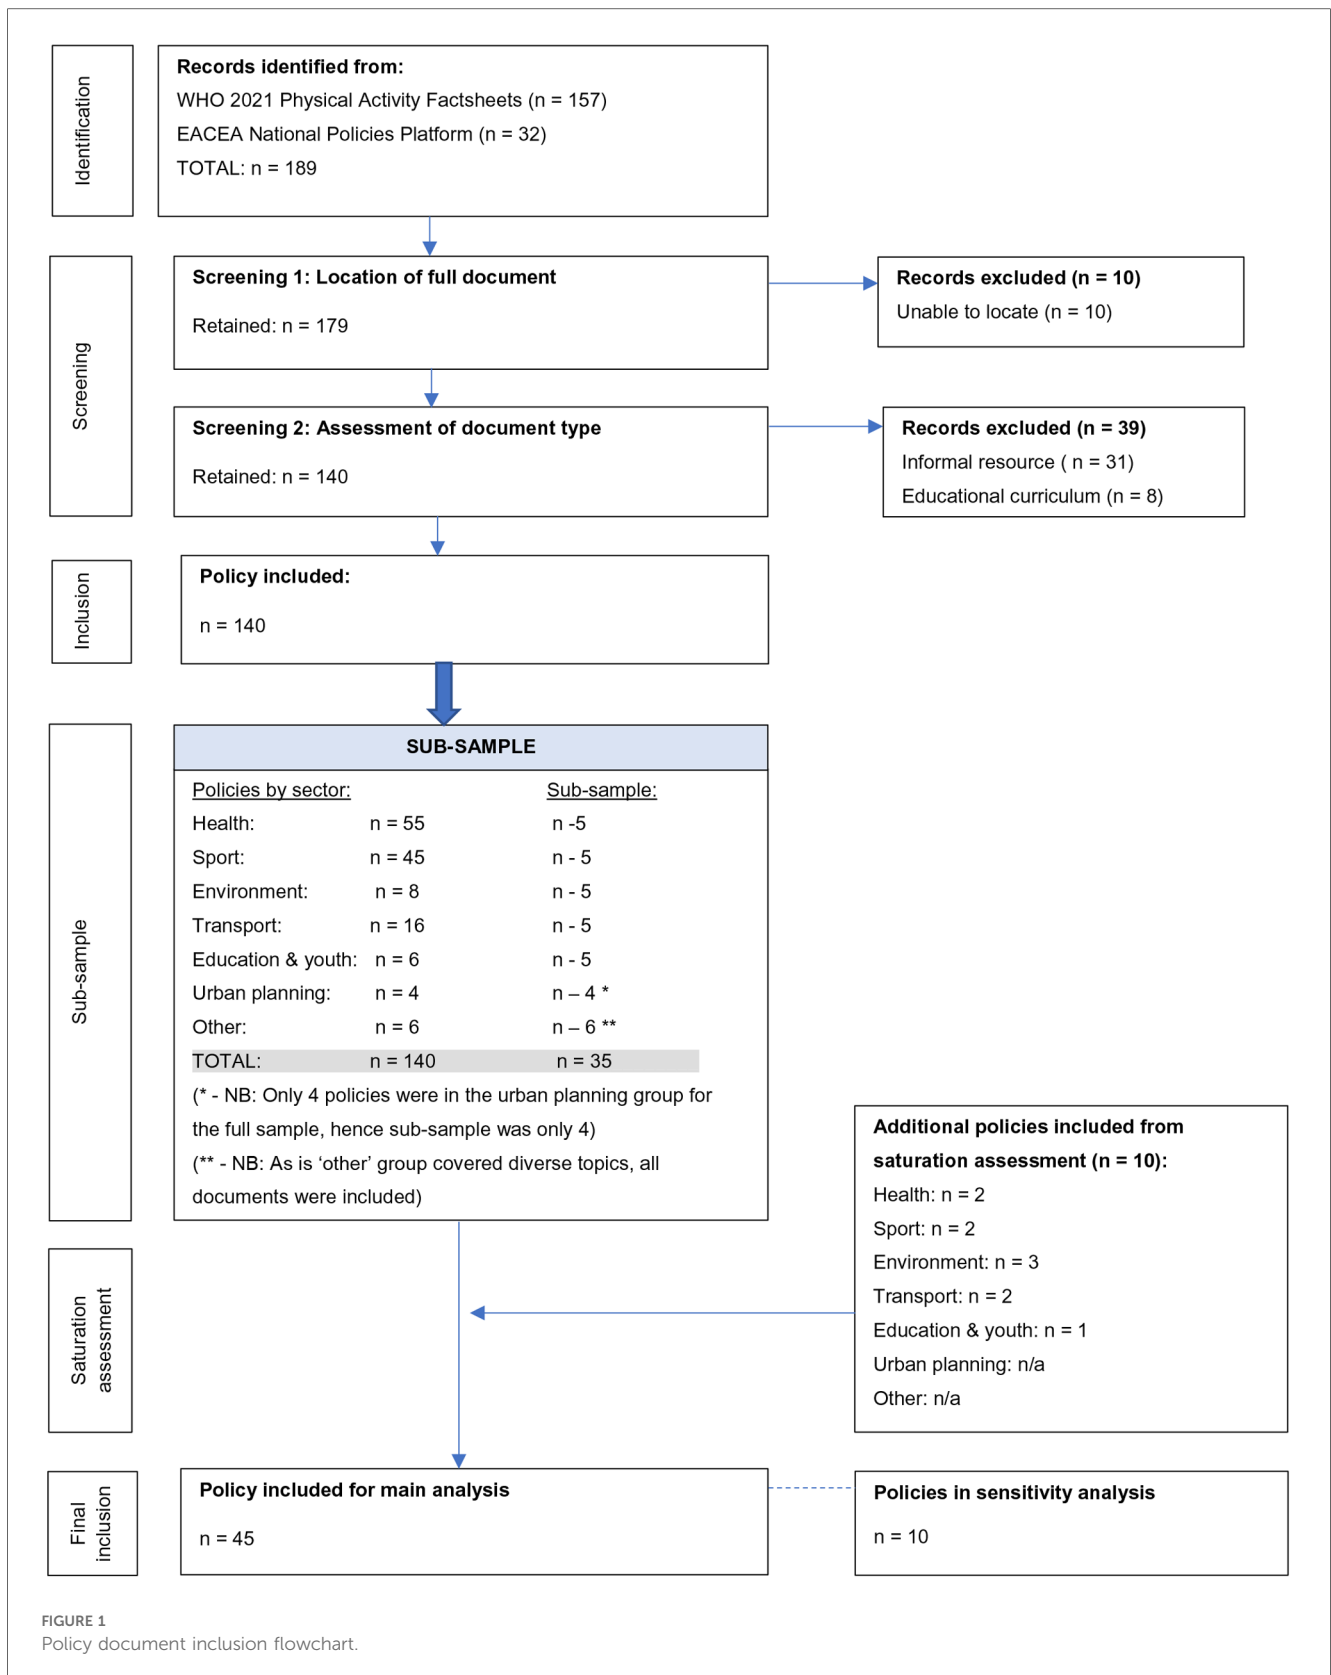 Identification
Records identified from:
WHO 2021 Physical Activity Factsheets (n = 157)
EACEA National Policies Platform (n = 32)
TOTAL: n = 189
Screening
Screening 1: Location of full document
Retained: n = 179
Records excluded (n = 10)
Unable to locate (n = 10)
Screening 2: Assessment of document type
Retained: n = 140
Records excluded (n = 39)
Informal resource ( n = 31)
Educational curriculum (n = 8)
Inclusion
Policy included:
n = 140
Sub-sample
SUB-SAMPLE
Policies by sector: Sub-sample:
Health: n = 55 n -5
Sport: n = 45 n - 5
Environment: n = 8 n - 5
Transport: n = 16 n - 5
Education & youth: n = 6 n - 5
Urban planning: n = 4 n – 4 *
Other: n = 6 n – 6 **
TOTAL: n = 140 n = 35
(* - NB: Only 4 policies were in the urban planning group for
the full sample, hence sub-sample was only 4)
(** - NB: As is ‘other’ group covered diverse topics, all
documents were included)
Saturation
assessment
Additional policies included from
saturation assessment (n = 10):
Health: n = 2
Sport: n = 2
Environment: n = 3
Transport: n = 2
Education & youth: n = 1
Urban planning: n/a
Other: n/a
Final
inclusion
Policy included for main analysis
n = 45
Policies in sensitivity analysis
n = 10
FIGURE 1
Policy document inclusion flowchart.